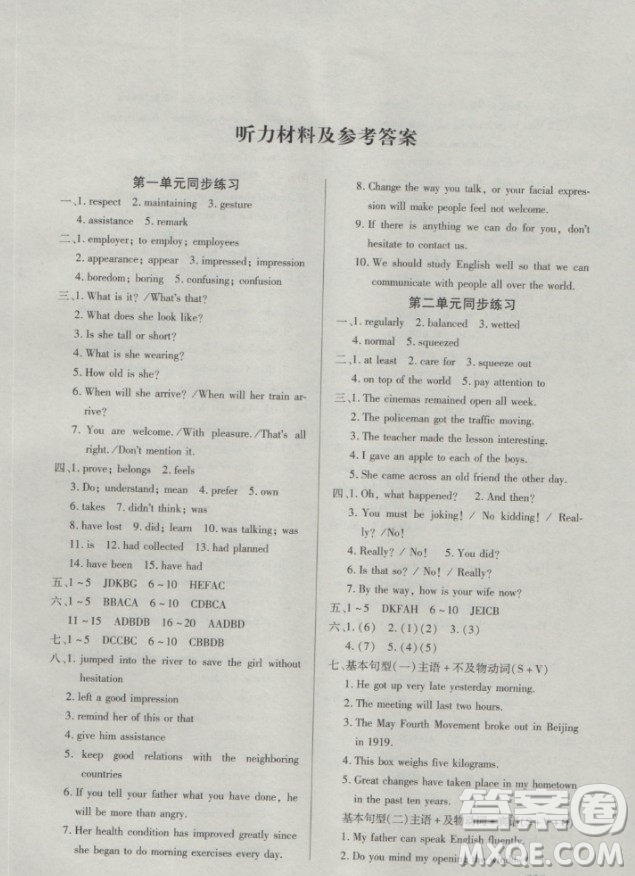 听力材料及参考答案
第一单元同步练习
一、1. respect 2. maintaining 3. gesture
4. assistance 5. remark
二、1. employer; to employ; employees
2. appearance; appear 3. impressed; impression
4. boredom; boring 5. confusing; confusion
三、1. What is it? /What's that?
2. What does she look like?
3. Is she tall or short?
4. What is she wearing?
5. How old is she?
6. When will she arrive? /When will her train ar-
rive?
7. You are welcome. /With pleasure. /That's all
right. /Don't mention it.
四、1. prove; belongs 2. feels
3. Do; understand; mean 4. prefer 5. own
6. takes 7. didn't think; was
8. have lost 9. did; learn 10. was talking; was
11. is 12. had collected 13. had planned
14. have been 15. have been waiting
五、1~5 JDKBG 6~10 HEFAC
六、1~5 BBACA 6~10 CDBCA
11~15 ADBDB 16~20 AADBD
七、1~5 DCCBC 6~10 CBBDB
八、1. jumped into the river to save the girl without
hesitation
2. left a good impression
3. remind her of this or that
4. give him assistance
5. keep good relations with the neighboring
countries
6. If you tell your father what you have done, he
will be more than angry.
7. Her health condition has improved greatly since
she began to do morning exercises every day.
8. Change the way you talk, or your facial expres-
sion will make people feel not welcome.
9. If there is anything we can do for you, don't
hesitate to contact us.
10. We should study English well so that we can
communicate with people all over the world.
第二单元同步练习
一、1. regularly 2. balanced 3. wetted
4. normal 5. squeezed
二、1. at least 2. care for 3. squeeze out
4. on top of the world 5. pay attention to
三、1. The cinemas remained open all week.
2. The policeman got the traffic moving.
3. The teacher made the lesson interesting.
4. I gave an apple to each of the boys.
5. She came across an old friend the other day.
四、1. Oh, what happened? 2. And then?
3. You must be joking! / No kidding! / Real-
ly? /No!
4. Really? / No!
5. Is that so? / Really?
7. By the way, how is your wife now?
五、1~5 DKFAH 6~10 JEICB
六、1. (6) 2. (1) (2) 3. (3)
4. (7) 5. (4) (5)
七、基本句型(一)主语+不及物动词(S+V)
1. He got up very late yesterday morning.
2. The meeting will last two hours.
3. The May Fourth Movement broke out in Beijing
in 1919.
4. This box weighs five kilograms.
5. Great changes have taken place in my hometown
in the past ten years.
基本句型(二)主语+及物动词
1. My father can speak English fluently.
2. Do you mind my opening the
答案圈
MXQE.COM